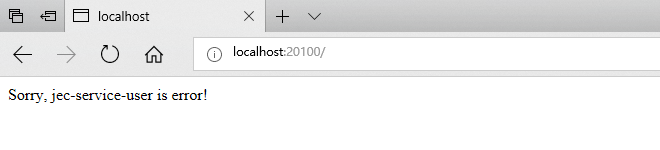 localhost
localhost:20100/
Sorry, jec-service-user is error!